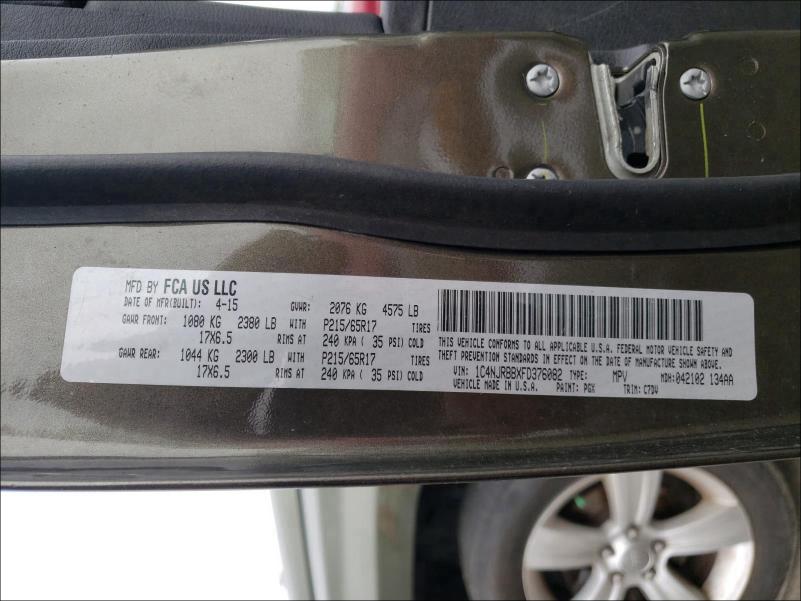 MFD BY FCA US LLC
DATE OF MFR(BUILT): 4-15 GVWR: 2076 KG 4575 LB
GAWR FRONT: 1080 KG 2380 LB WITH P215/65R17 TIRES
17X6.5 RIMS AT 240 KPA ( 35 PSI) COLD
GAWR REAR: 1044 KG 2300 LB WITH P215/65R17 TIRES
17X6.5 RIMS AT 240 KPA ( 35 PSI) COLD
THIS VEHICLE CONFORMS TO ALL APPLICABLE U.S.A. FEDERAL MOTOR VEHICLE SAFETY AND
THEFT PREVENTION STANDARDS IN EFFECT ON THE DATE OF MANUFACTURE SHOWN ABOVE.
VIN: 1C4NJRBBXFD376082 TYPE: MPV MDH:042102 134AA
VEHICLE MADE IN U.S.A. PAINT: PGK TRIM: C7D4